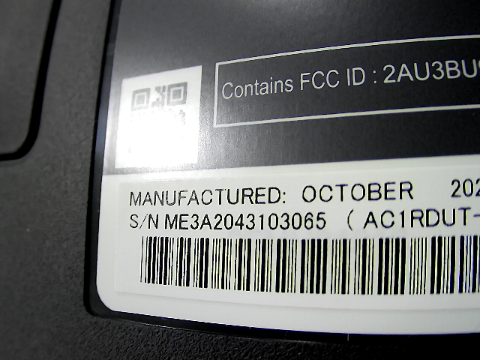 Contains FCC ID : 2AU3BU
MANUFACTURED: OCTOBER 202
S/N ME3A2043103065 ( AC1RDUT-